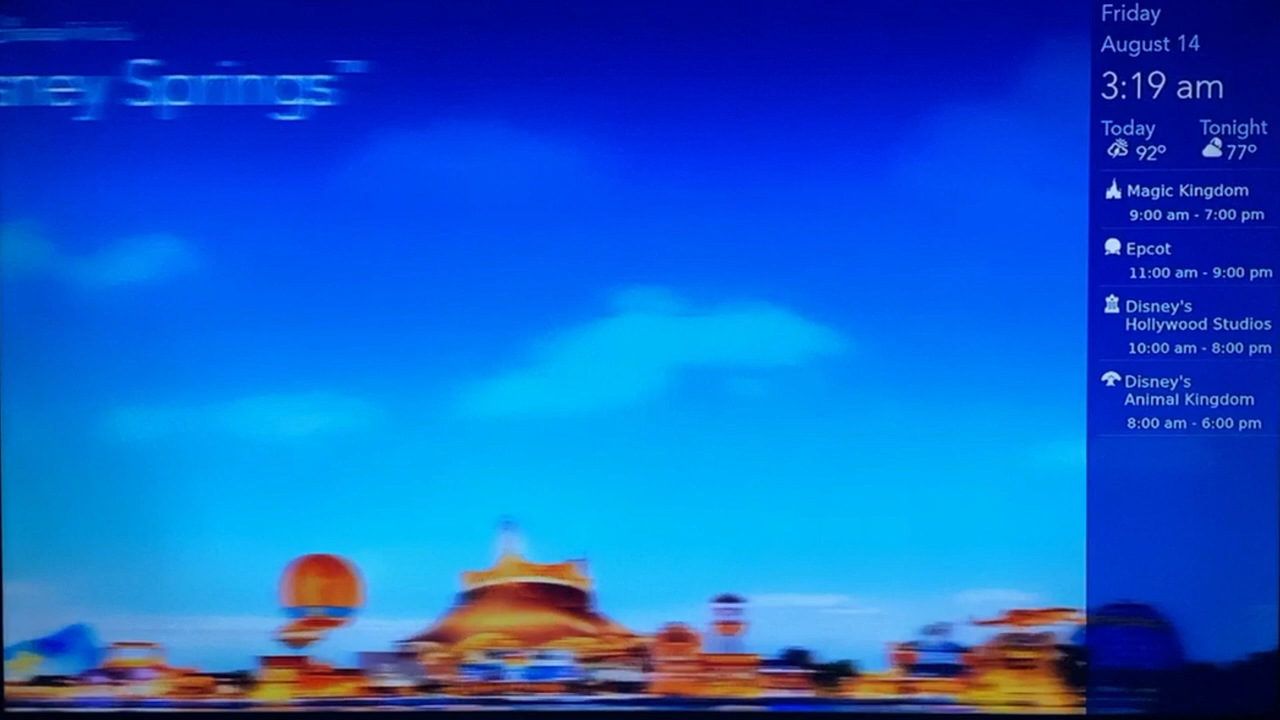 ney Springs™
Friday
August 14
3:19 am
Today Tonight
92° 77°
Magic Kingdom
9:00 am - 7:00 pm
Epcot
11:00 am - 9:00 pm
Disney's
Hollywood Studios
10:00 am - 8:00 pm
Disney's
Animal Kingdom
8:00 am - 6:00 pm